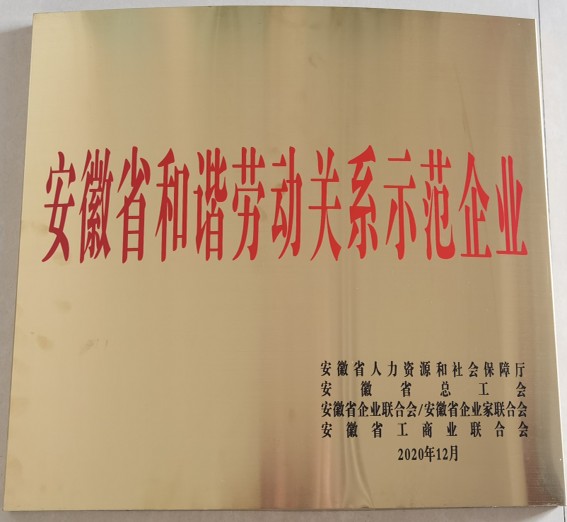 安徽省和谐劳动关系示范企业
安徽省人力资源和社会保障厅
安徽省总工会
安徽省企业联合会/安徽省企业家联合会
安徽省工商业联合会
2020年12月